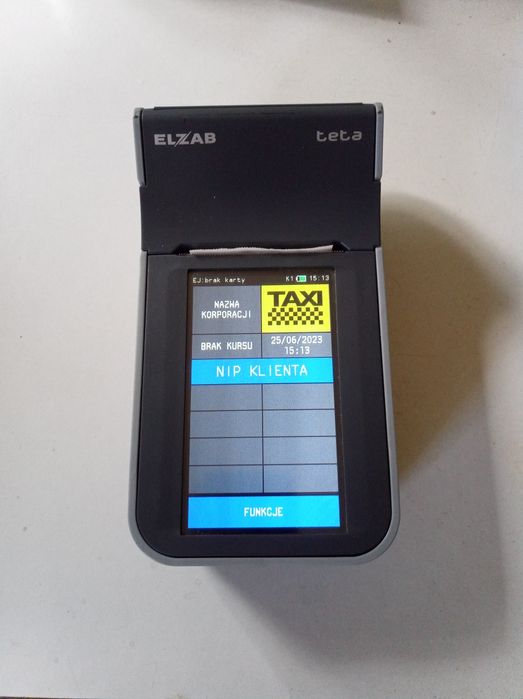 ELZAB teta
EJ:brak karty K1 15:13
NAZWA
KORPORACJI
TAXI
BRAK KURSU
25/06/2023
15:13
NIP KLIENTA
FUNKCJE